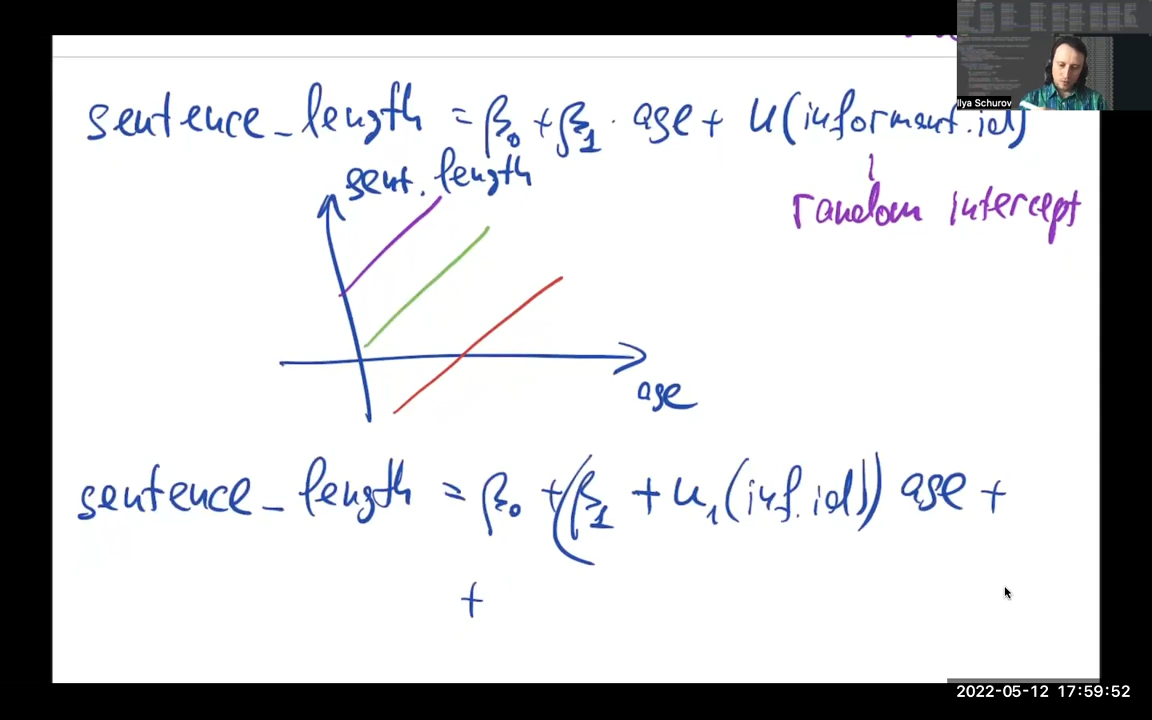 Ilya Schurov
sentence_length = β₀ + β₁ · age + u(informant.id)
sent. length
random intercept
age
sentence_length = β₀ + (β₁ + u₁(inf.id)) age +
+
2022-05-12 17:59:52